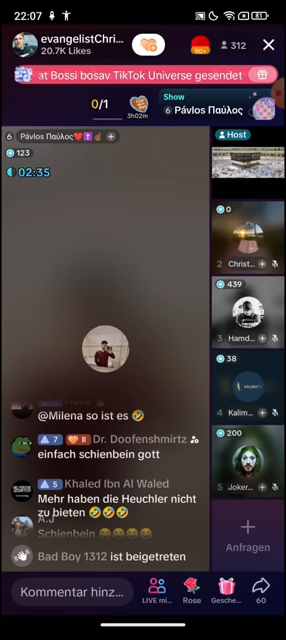 22:07
81
evangelistChri...
20.7K Likes
90+
312
at Bossi bosav TikTok Universe gesendet
0/1
3h02m
Show
6 Pávlos Παύλος
6 Pávlos Παύλος❤️✝️☝🏽 +
Host
123
02:35
0
2 Christ...
439
3 Hamd...
38
KALIMA
4 Kalim...
200
5 Joker...
@Milena so ist es 🤣
7 II Dr. Doofenshmirtz
einfach schienbein gott
5 Khaled Ibn Al Waled
Mehr haben die Heuchler nicht
zu bieten 🤣🤣🤣
A.J
Schienbein 😂😂😂😂
Bad Boy 1312 ist beigetreten
Anfragen
Kommentar hinz...
LIVE mi...
Rose
Gesche...
60